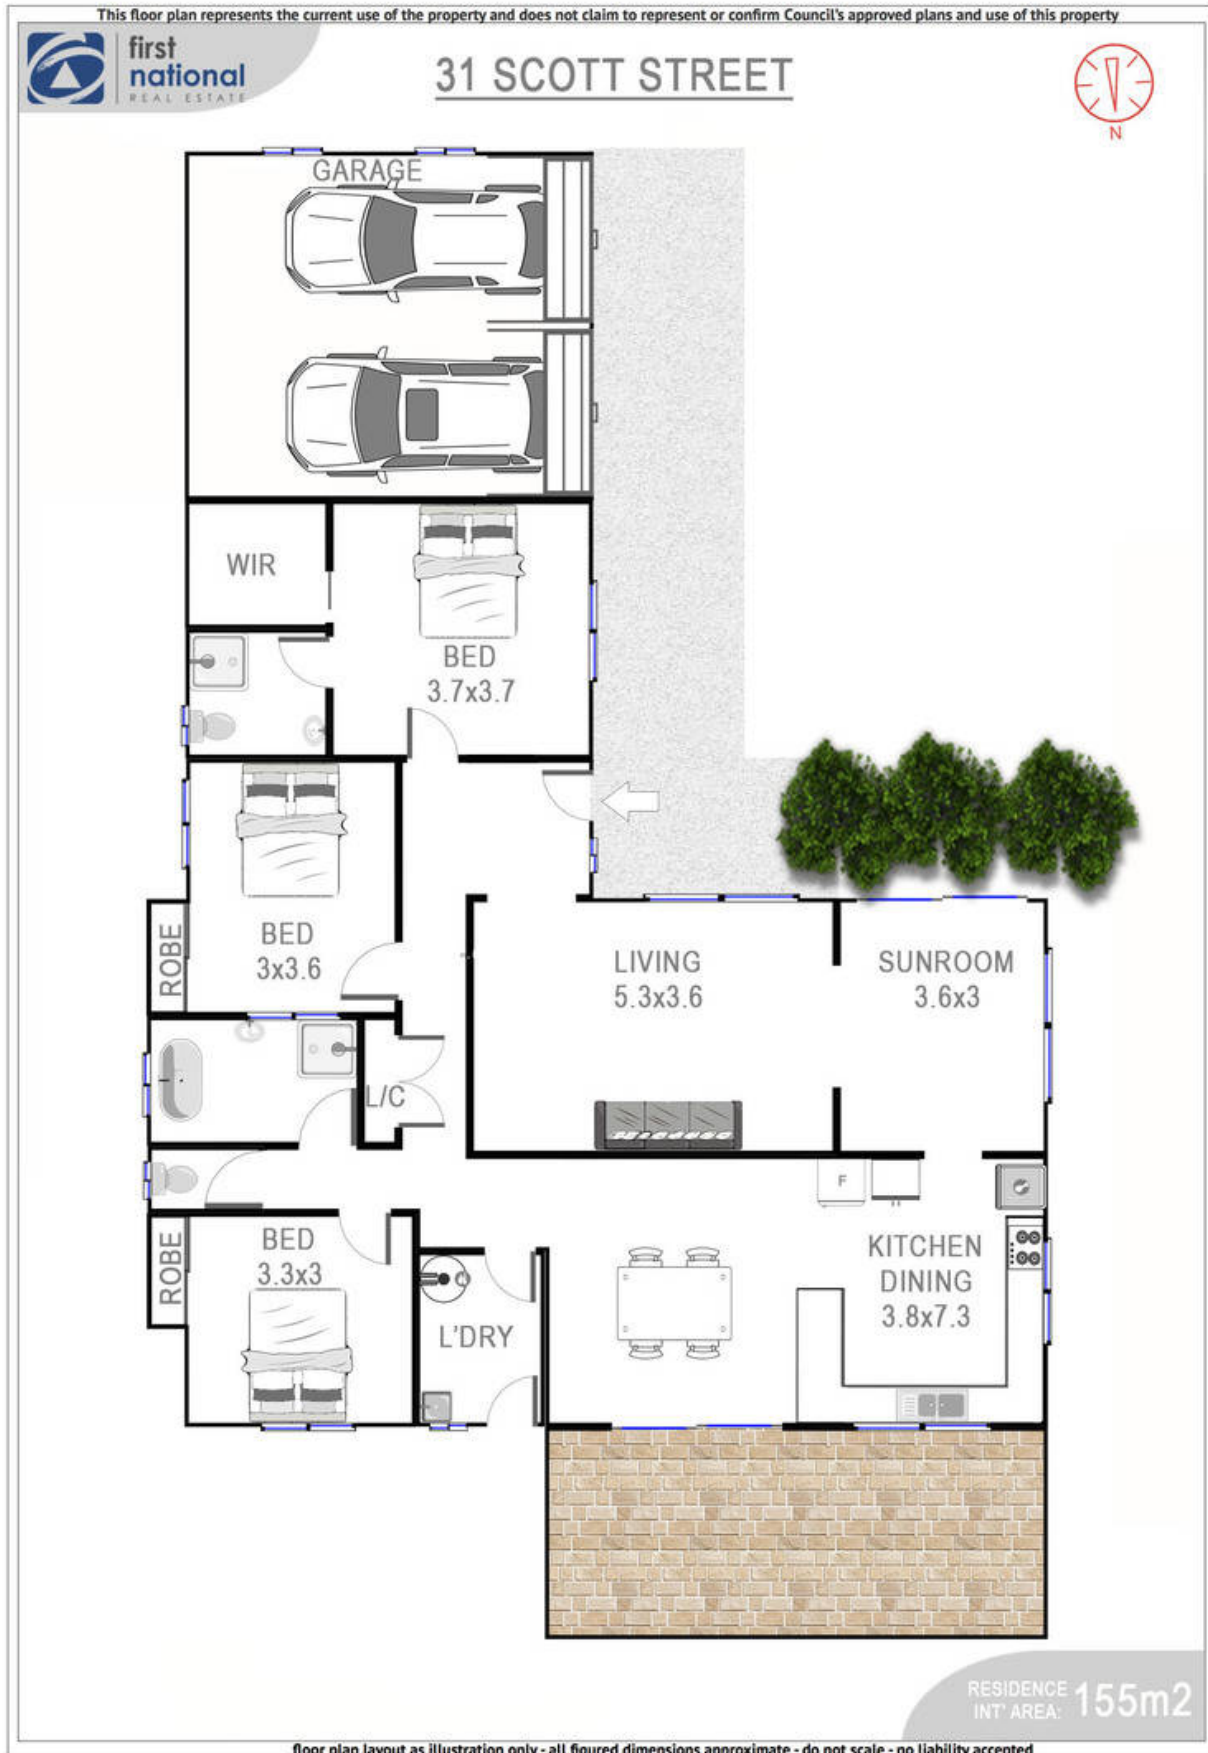 This floor plan represents the current use of the property and does not claim to represent or confirm Council's approved plans and use of this property
first
national
REAL ESTATE
31 SCOTT STREET
N
GARAGE
WIR
BED
3.7x3.7
BED
3x3.6
ROBE
LIVING
5.3x3.6
SUNROOM
3.6x3
L/C
F
ROBE
BED
3.3x3
KITCHEN
DINING
3.8x7.3
L'DRY
RESIDENCE
INT' AREA: 155m2
floor plan layout as illustration only - all figured dimensions approximate - do not scale - no liability accepted